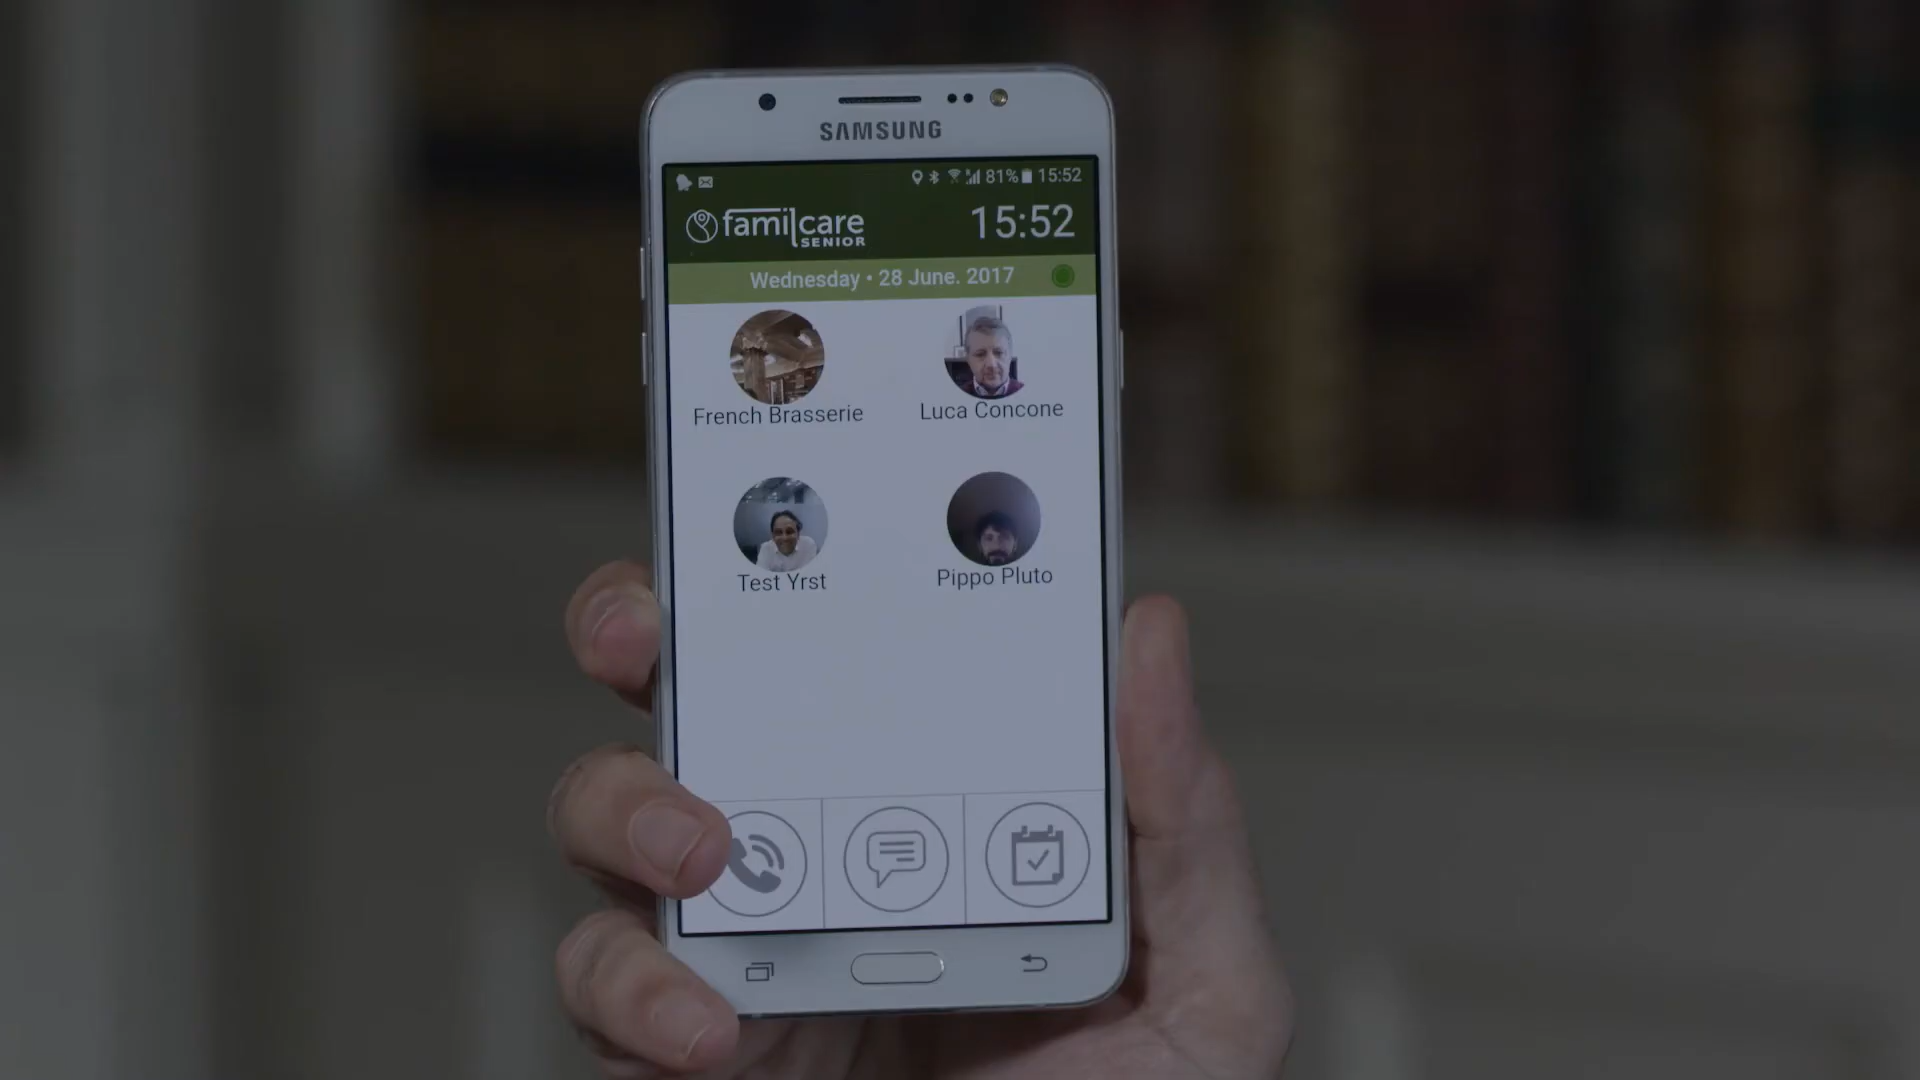 SAMSUNG
81% 15:52
familcare
SENIOR
15:52
Wednesday • 28 June. 2017
French Brasserie
Luca Concone
Test Yrst
Pippo Pluto